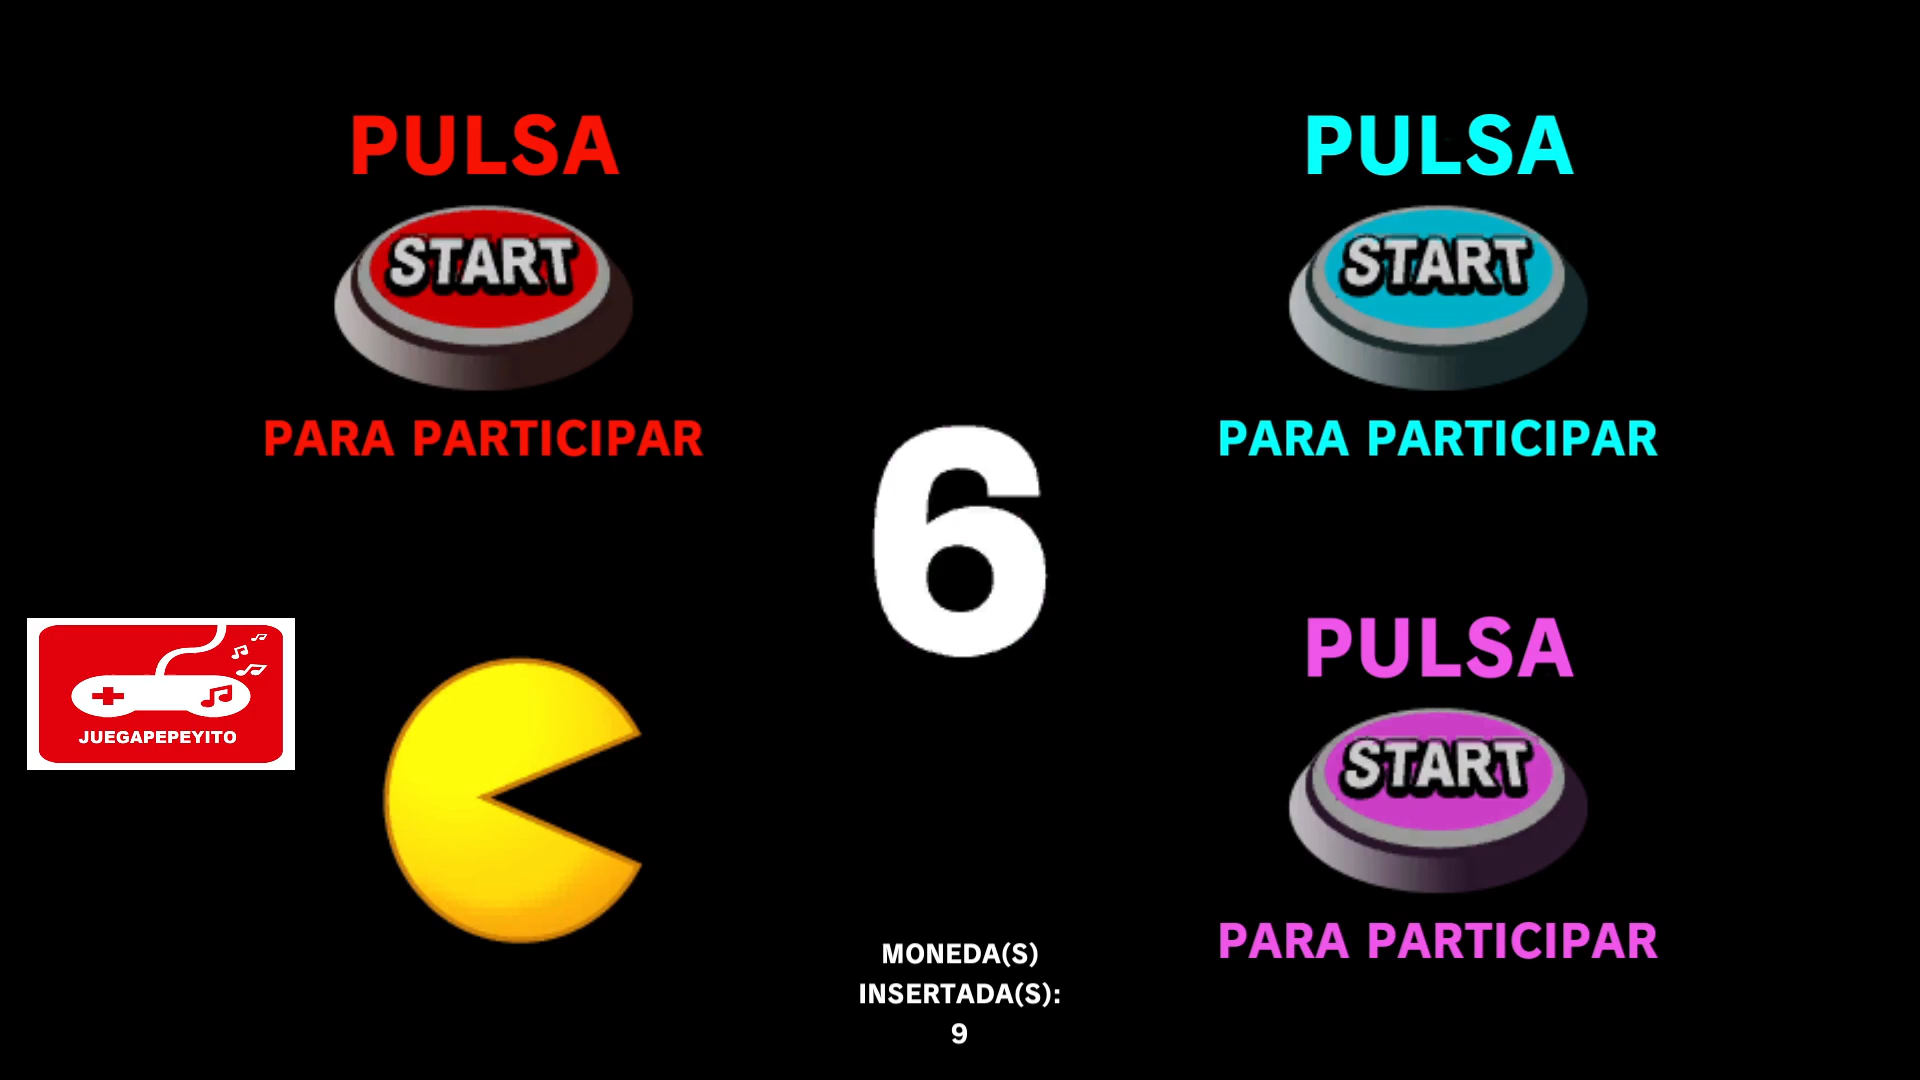 PULSA
START
PARA PARTICIPAR
PULSA
START
PARA PARTICIPAR
6
JUEGAPEPEYITO
PULSA
START
PARA PARTICIPAR
MONEDA(S)
INSERTADA(S):
9